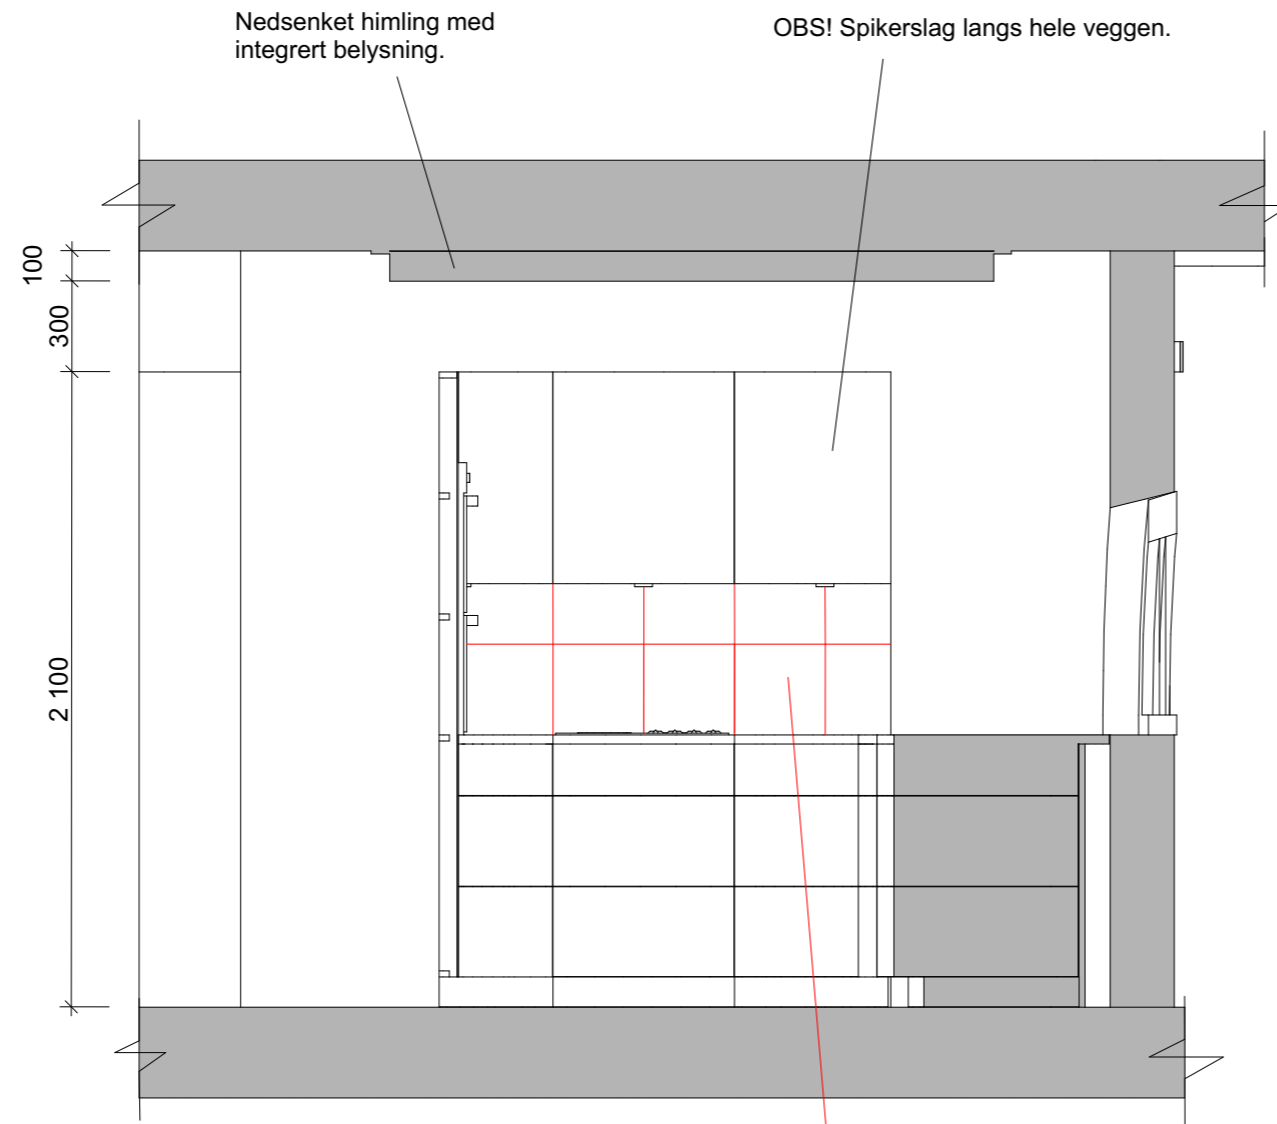 Nedsenket himling med
integrert belysning.
OBS! Spikerslag langs hele veggen.
100
300
2 100